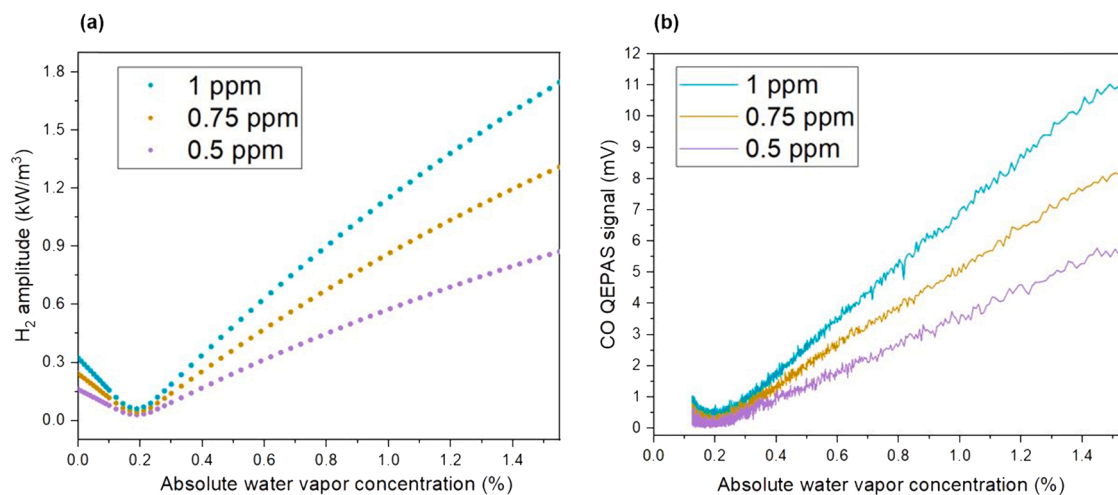 (a)
1.8
1.5
1.2
0.9
0.6
0.3
0.0
H₂ amplitude (kW/m³)
1 ppm
0.75 ppm
0.5 ppm
0.0 0.2 0.4 0.6 0.8 1.0 1.2 1.4
Absolute water vapor concentration (%)
(b)
12
11
10
9
8
7
6
5
4
3
2
1
0
CO QEPAS signal (mV)
1 ppm
0.75 ppm
0.5 ppm
0.0 0.2 0.4 0.6 0.8 1.0 1.2 1.4
Absolute water vapor concentration (%)